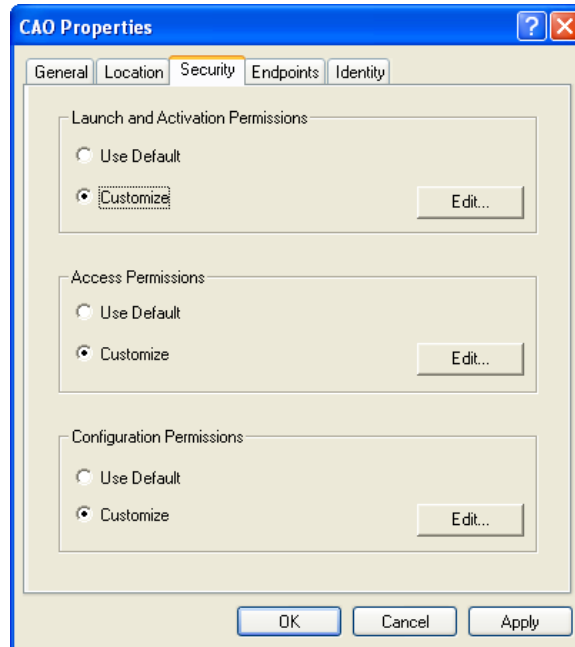 CAO Properties
General Location Security Endpoints Identity
Launch and Activation Permissions
Use Default
Customize Edit...
Access Permissions
Use Default
Customize Edit...
Configuration Permissions
Use Default
Customize Edit...
OK Cancel Apply